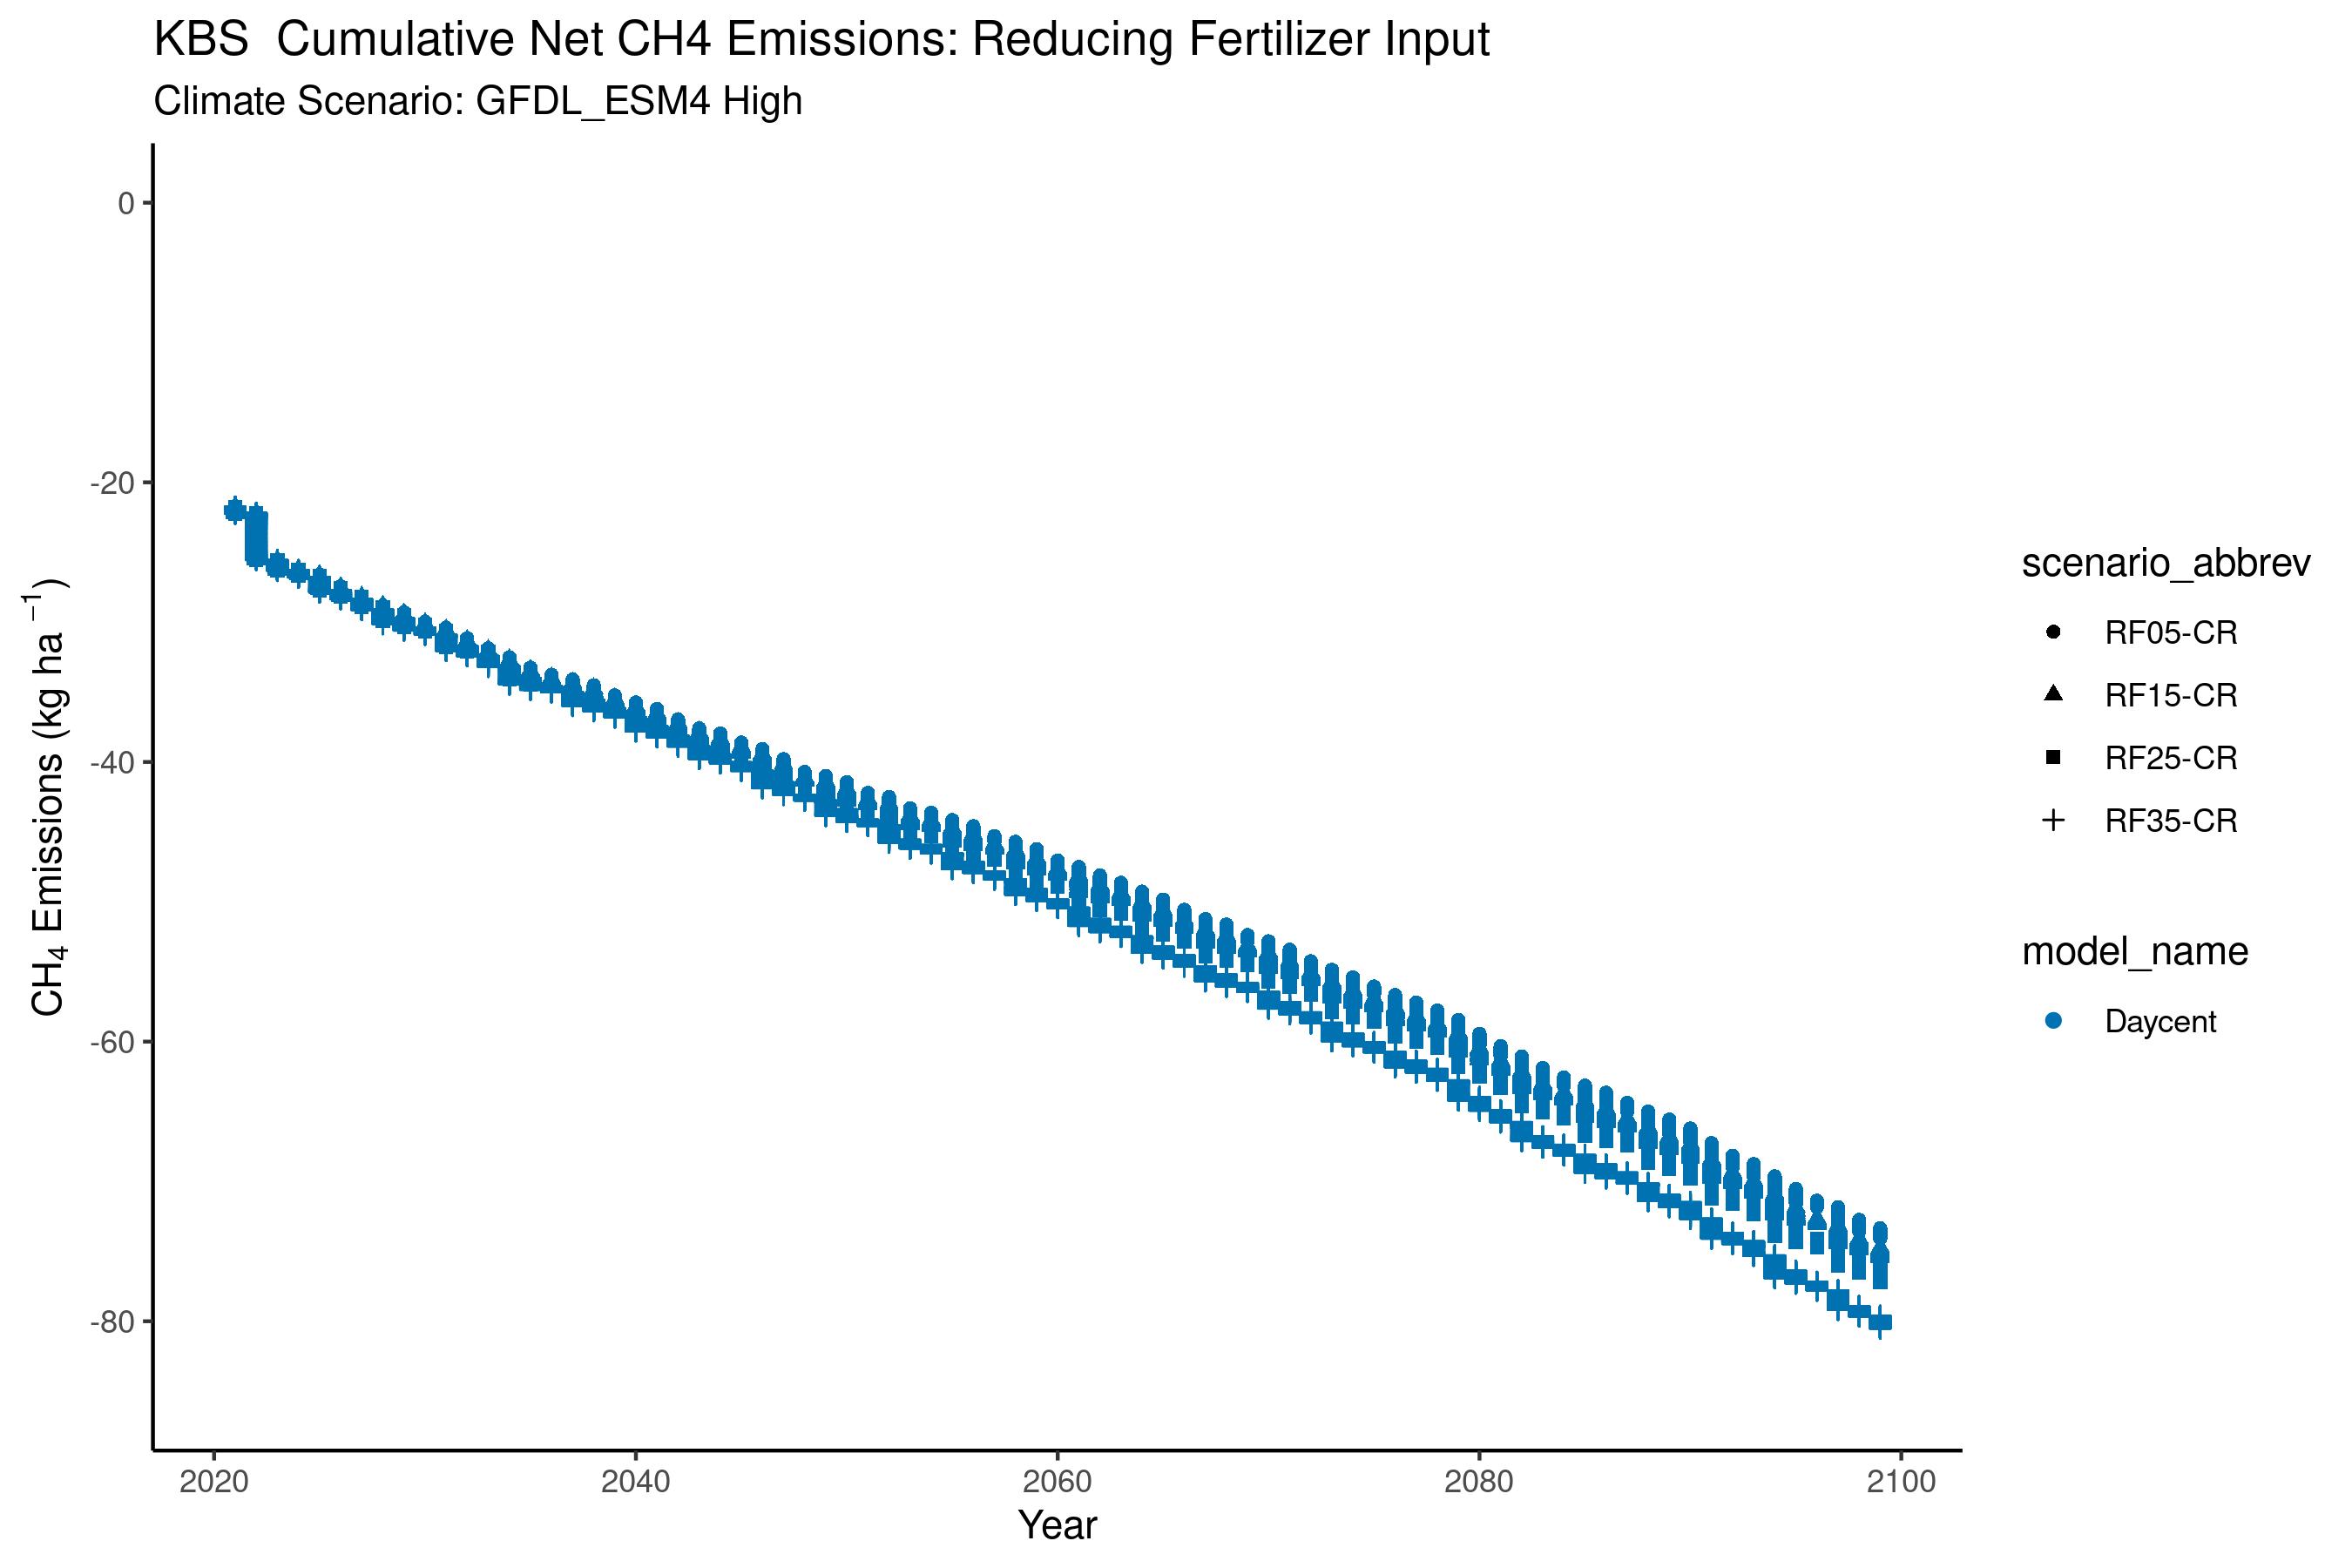 KBS  Cumulative Net CH4 Emissions: Reducing Fertilizer Input
Climate Scenario: GFDL_ESM4 High
CH4 Emissions (kg ha −1)
0
-20
-40
-60
-80
2020 2040 2060 2080 2100
Year
scenario_abbrev
RF05-CR
RF15-CR
RF25-CR
RF35-CR
model_name
Daycent